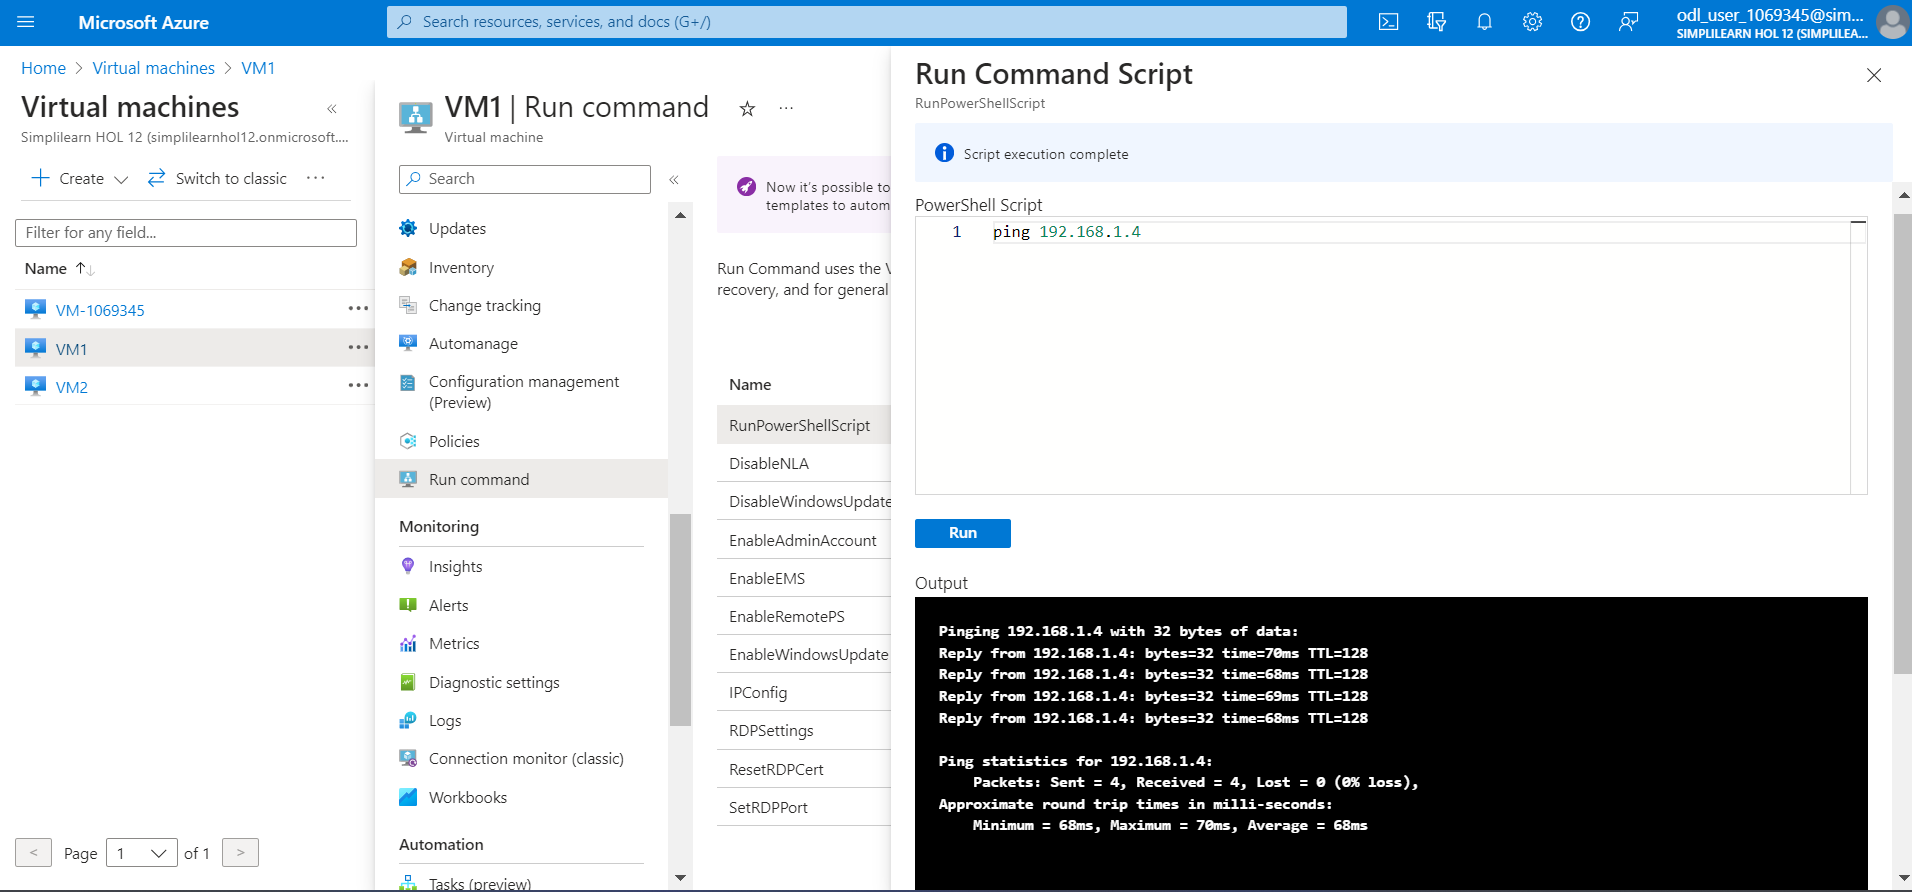 Microsoft Azure
Search resources, services, and docs (G+/)
odl_user_1069345@sim...
SIMPLILEARN HOL 12 (SIMPLILEA...
Home > Virtual machines > VM1
Virtual machines
Simplilearn HOL 12 (simplilearnhol12.onmicrosoft....
Create
Switch to classic
Filter for any field...
Name
VM-1069345
VM1
VM2
< Page 1 of 1 >
VM1 | Run command
Virtual machine
Search
Updates
Inventory
Change tracking
Automanage
Configuration management
(Preview)
Policies
Run command
Monitoring
Insights
Alerts
Metrics
Diagnostic settings
Logs
Connection monitor (classic)
Workbooks
Automation
Tasks (preview)
Now it's possible to
templates to autom
Run Command uses the V
recovery, and for general
Name
RunPowerShellScript
DisableNLA
DisableWindowsUpdate
EnableAdminAccount
EnableEMS
EnableRemotePS
EnableWindowsUpdate
IPConfig
RDPSettings
ResetRDPCert
SetRDPPort
Run Command Script
RunPowerShellScript
Script execution complete
PowerShell Script
1 ping 192.168.1.4
Run
Output
Pinging 192.168.1.4 with 32 bytes of data:
Reply from 192.168.1.4: bytes=32 time=70ms TTL=128
Reply from 192.168.1.4: bytes=32 time=68ms TTL=128
Reply from 192.168.1.4: bytes=32 time=69ms TTL=128
Reply from 192.168.1.4: bytes=32 time=68ms TTL=128
Ping statistics for 192.168.1.4:
Packets: Sent = 4, Received = 4, Lost = 0 (0% loss),
Approximate round trip times in milli-seconds:
Minimum = 68ms, Maximum = 70ms, Average = 68ms